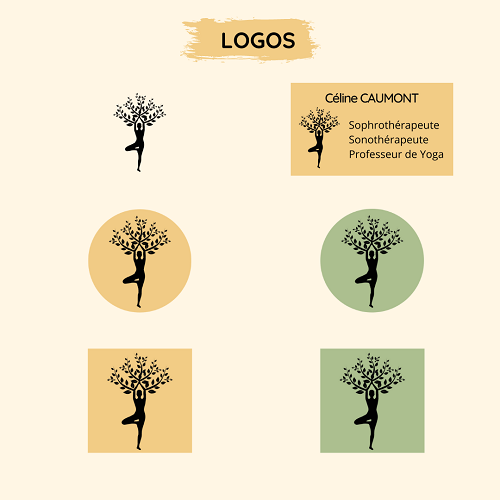 LOGOS
Céline CAUMONT
Sophrothérapeute
Sonothérapeute
Professeur de Yoga